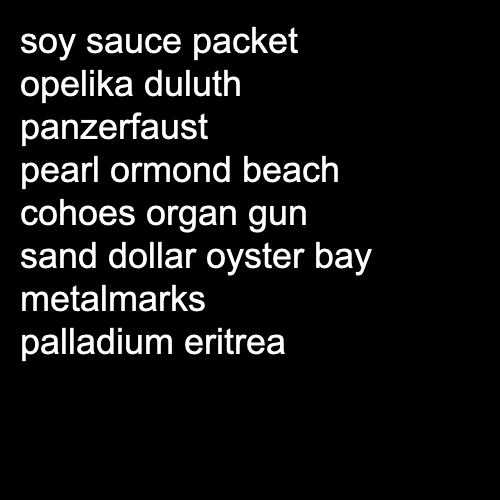 soy sauce packet
opelika duluth
panzerfaust
pearl ormond beach
cohoes organ gun
sand dollar oyster bay
metalmarks
palladium eritrea